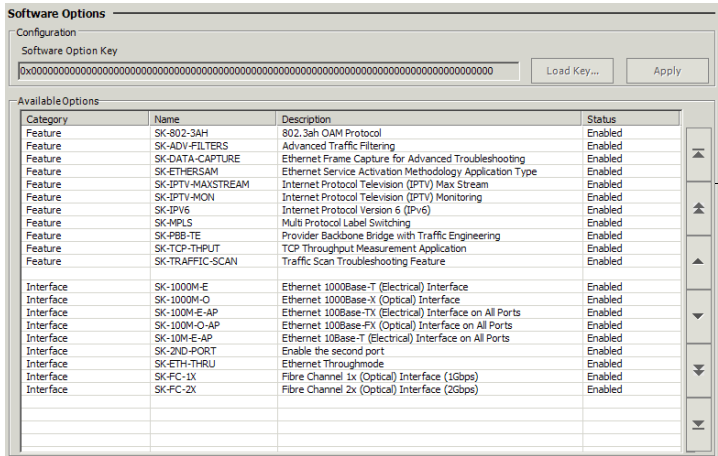 Software Options
Configuration
Software Option Key
Load Key... Apply
Available Options
Category Name Description Status
Feature SK-802-3AH 802.3ah OAM Protocol Enabled
Feature SK-ADV-FILTERS Advanced Traffic Filtering Enabled
Feature SK-DATA-CAPTURE Ethernet Frame Capture for Advanced Troubleshooting Enabled
Feature SK-ETHERSAM Ethernet Service Activation Methodology Application Type Enabled
Feature SK-IPTV-MAXSTREAM Internet Protocol Television (IPTV) Max Stream Enabled
Feature SK-IPTV-MON Internet Protocol Television (IPTV) Monitoring Enabled
Feature SK-IPV6 Internet Protocol Version 6 (IPv6) Enabled
Feature SK-MPLS Multi Protocol Label Switching Enabled
Feature SK-PBB-TE Provider Backbone Bridge with Traffic Engineering Enabled
Feature SK-TCP-THPUT TCP Throughput Measurement Application Enabled
Feature SK-TRAFFIC-SCAN Traffic Scan Troubleshooting Feature Enabled
Interface SK-1000M-E Ethernet 1000Base-T (Electrical) Interface Enabled
Interface SK-1000M-O Ethernet 1000Base-X (Optical) Interface Enabled
Interface SK-100M-E-AP Ethernet 100Base-TX (Electrical) Interface on All Ports Enabled
Interface SK-100M-O-AP Ethernet 100Base-FX (Optical) Interface on All Ports Enabled
Interface SK-10M-E-AP Ethernet 10Base-T (Electrical) Interface on All Ports Enabled
Interface SK-2ND-PORT Enable the second port Enabled
Interface SK-ETH-THRU Ethernet Throughmode Enabled
Interface SK-FC-1X Fibre Channel 1x (Optical) Interface (1Gbps) Enabled
Interface SK-FC-2X Fibre Channel 2x (Optical) Interface (2Gbps) Enabled